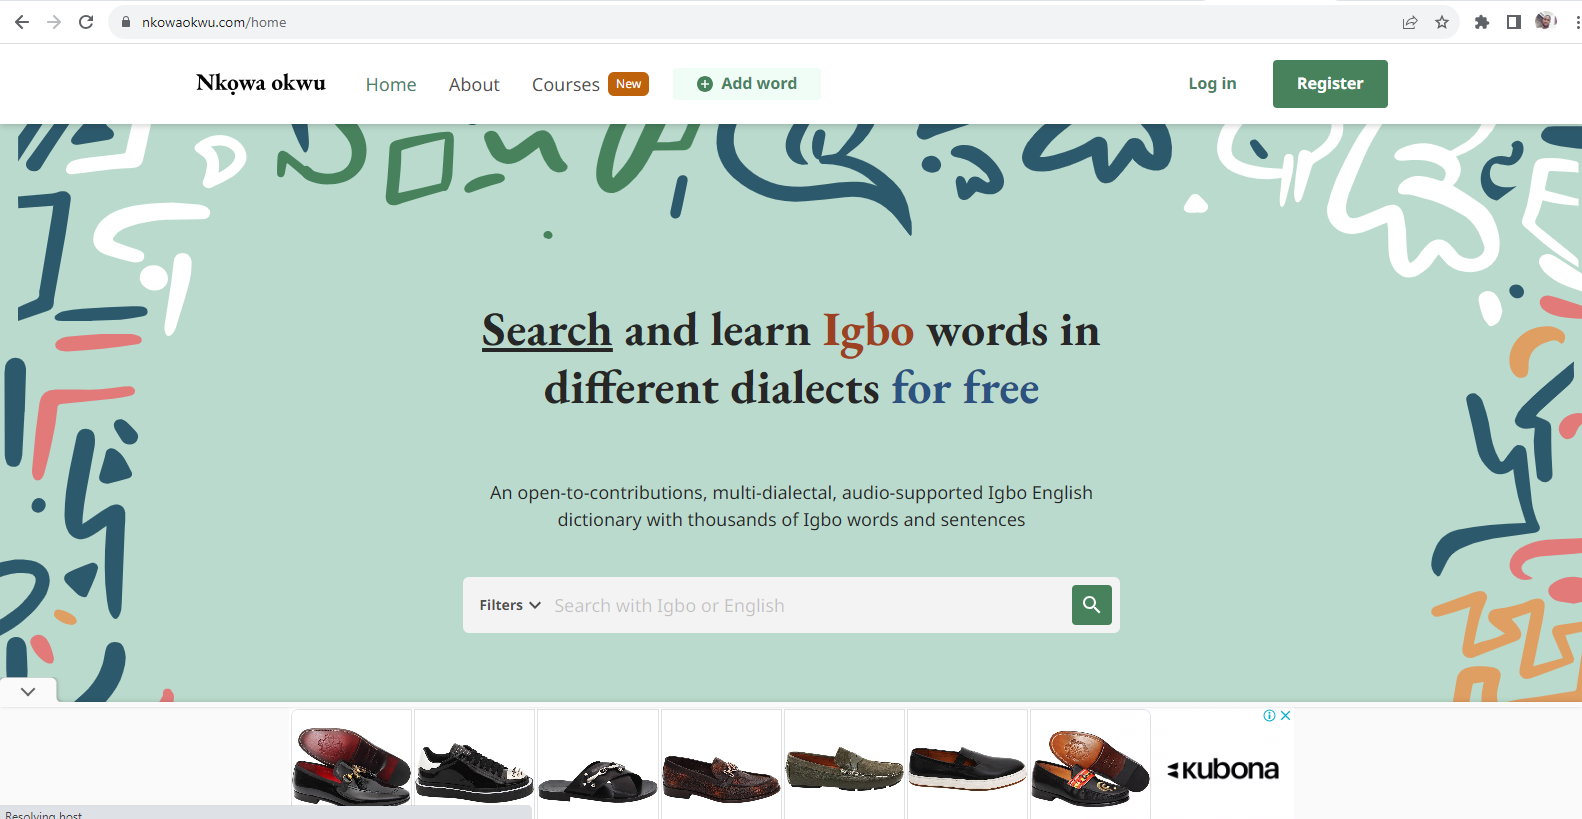 nkowaokwu.com/home
Nkọwa okwu
Home
About
Courses
New
Add word
Log in
Register
Search and learn Igbo words in
different dialects for free
An open-to-contributions, multi-dialectal, audio-supported Igbo English
dictionary with thousands of Igbo words and sentences
Filters
Search with Igbo or English
kubona
Resolving host